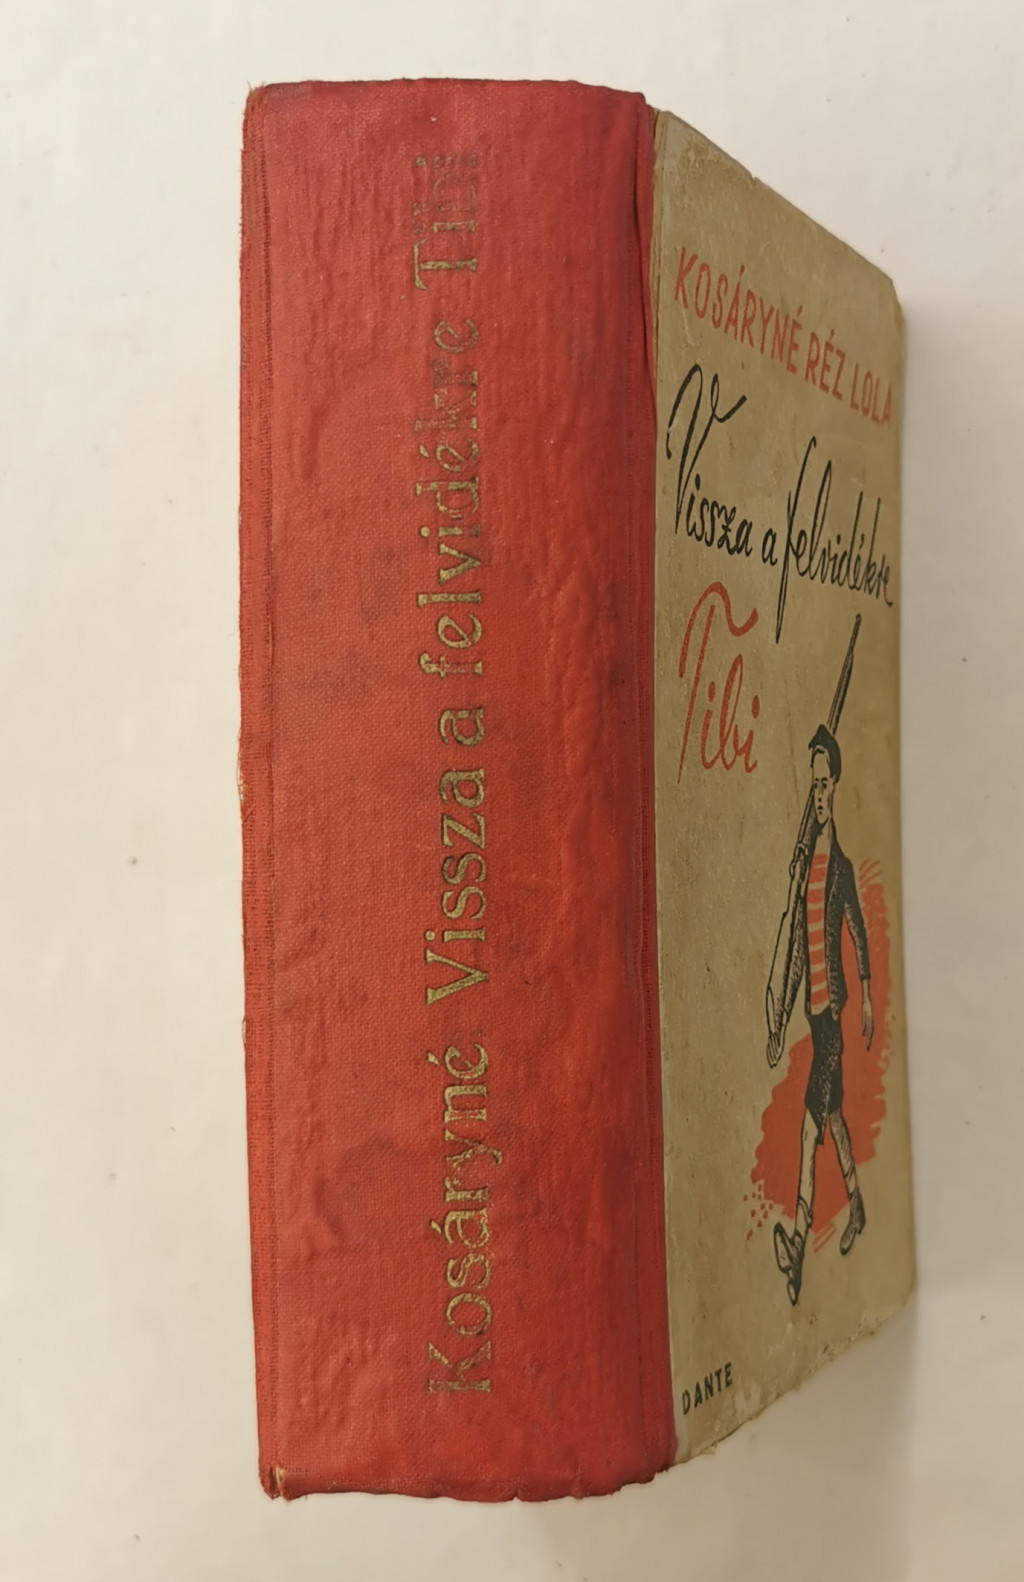 Kosáryné Vissza a felvidékre Tibi
KOSÁRYNÉ RÉZ LOLA
Vissza a felvidékre
Tibi
DANTE